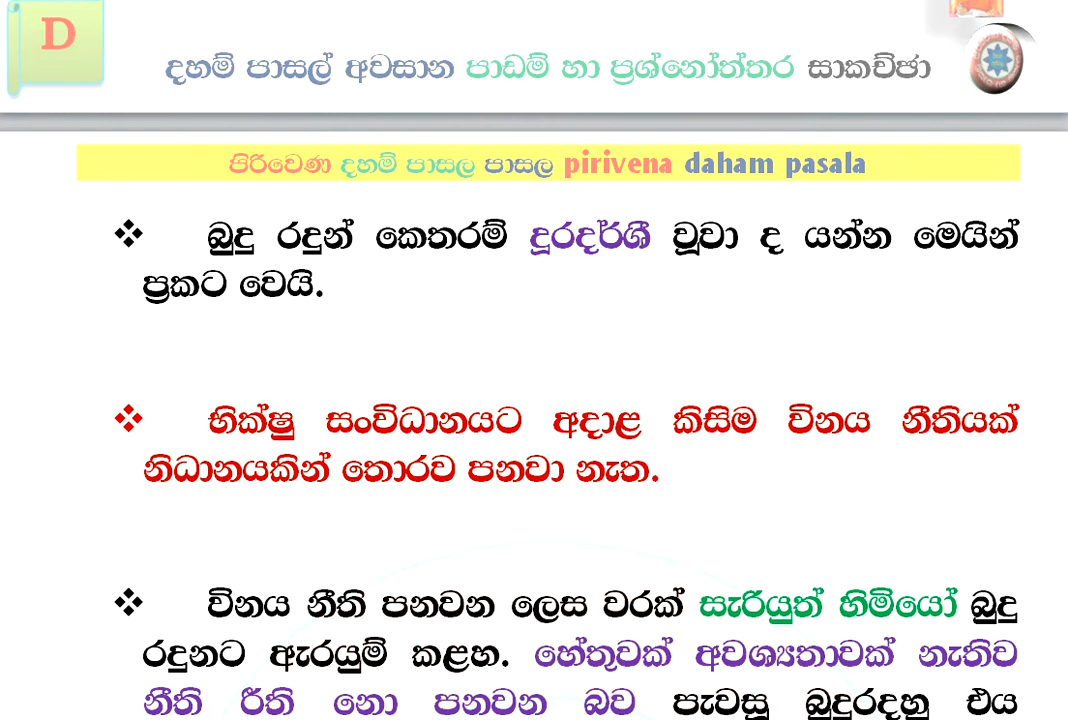 D
දහම් පාසල් අවසාන පාඩම් හා ප්‍රශ්නෝත්තර සාකච්ඡා
පිරිවෙණ දහම් පාසල පාසල pirivena daham pasala
❖ බුදු රදුන් කෙතරම් දූරදර්ශී වූවා ද යන්න මෙයින්
ප්‍රකට වෙයි.
❖ භික්ෂු සංවිධානයට අදාළ කිසිම විනය නීතියක්
නිධානයකින් තොරව පනවා නැත.
❖ විනය නීති පනවන ලෙස වරක් සැරියුත් හිමියෝ බුදු
රදුනට ඇරයුම් කළහ. හේතුවක් අවශ්‍යතාවක් නැතිව
නීති රීති නො පනවන බව පැවසූ බුදුරදහු එය